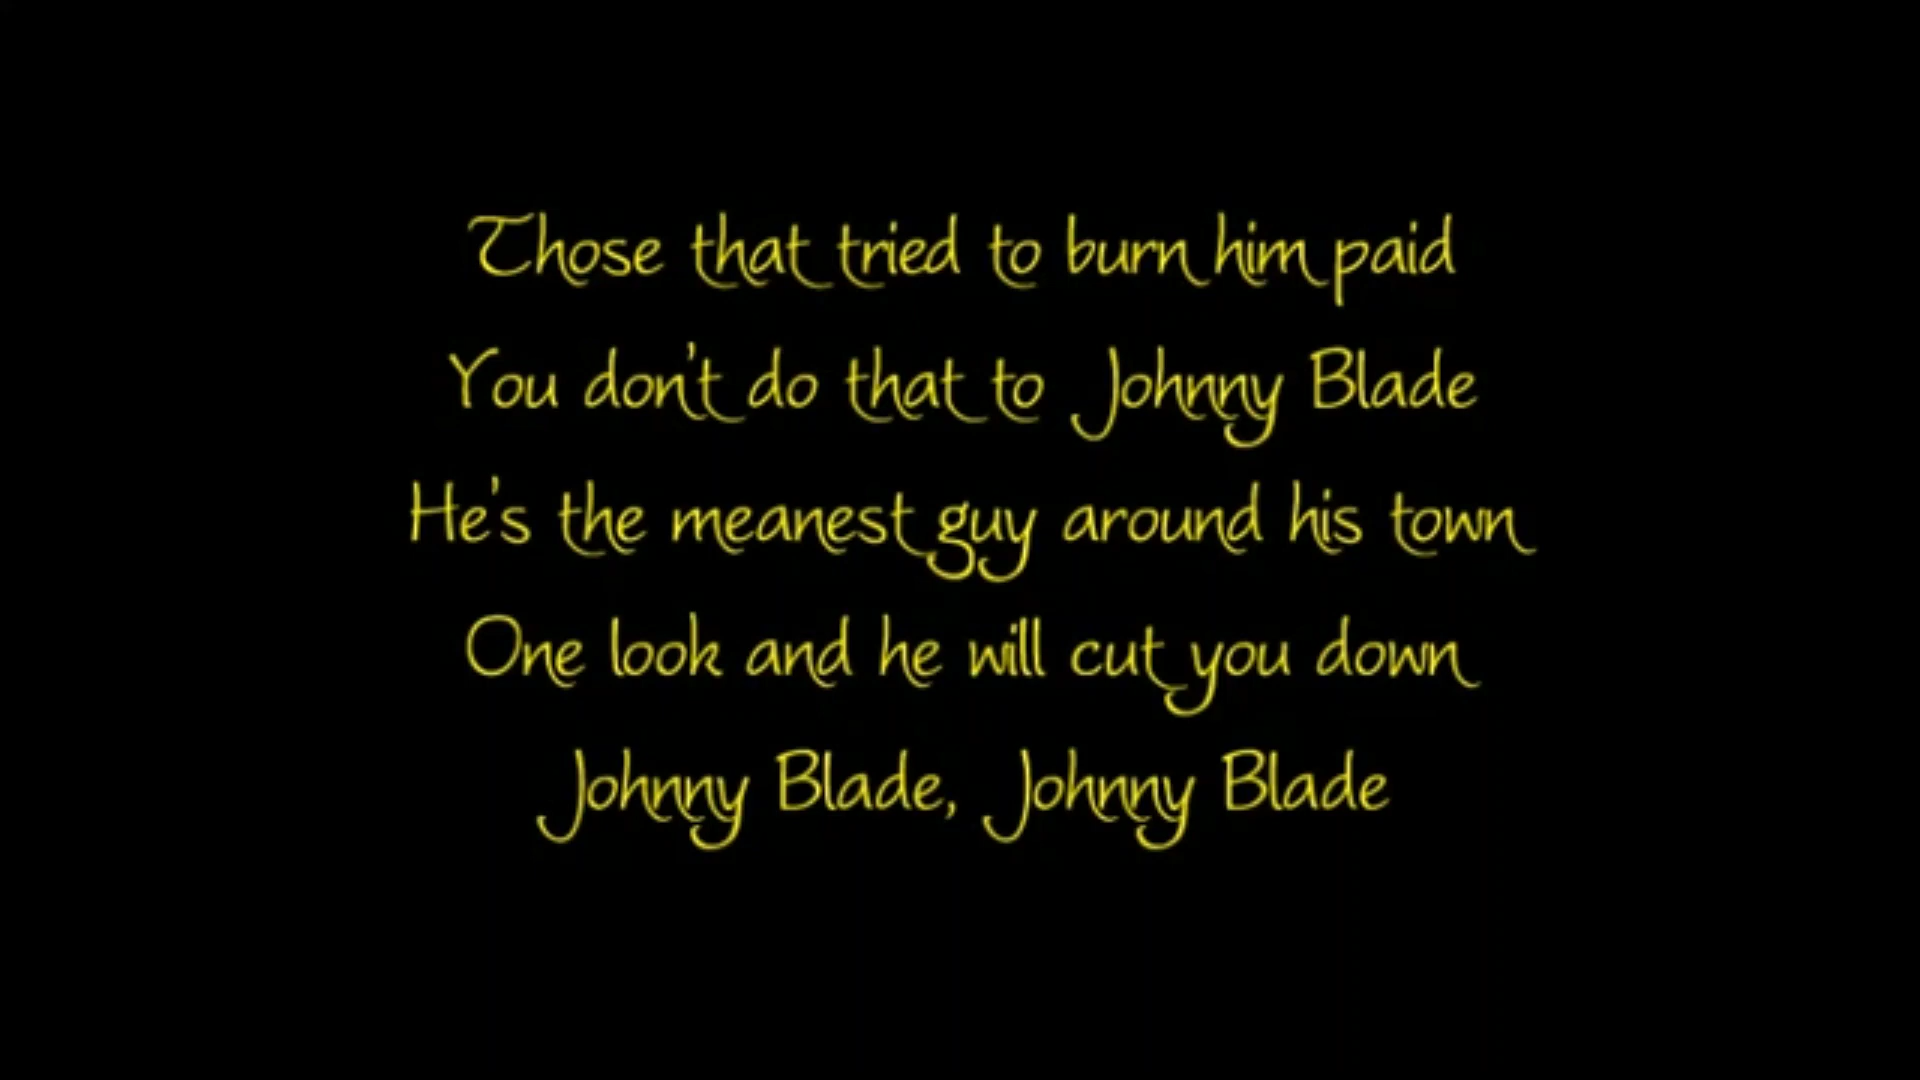 Those that tried to burn him paid
You don't do that to Johnny Blade
He's the meanest guy around his town
One look and he will cut you down
Johnny Blade, Johnny Blade